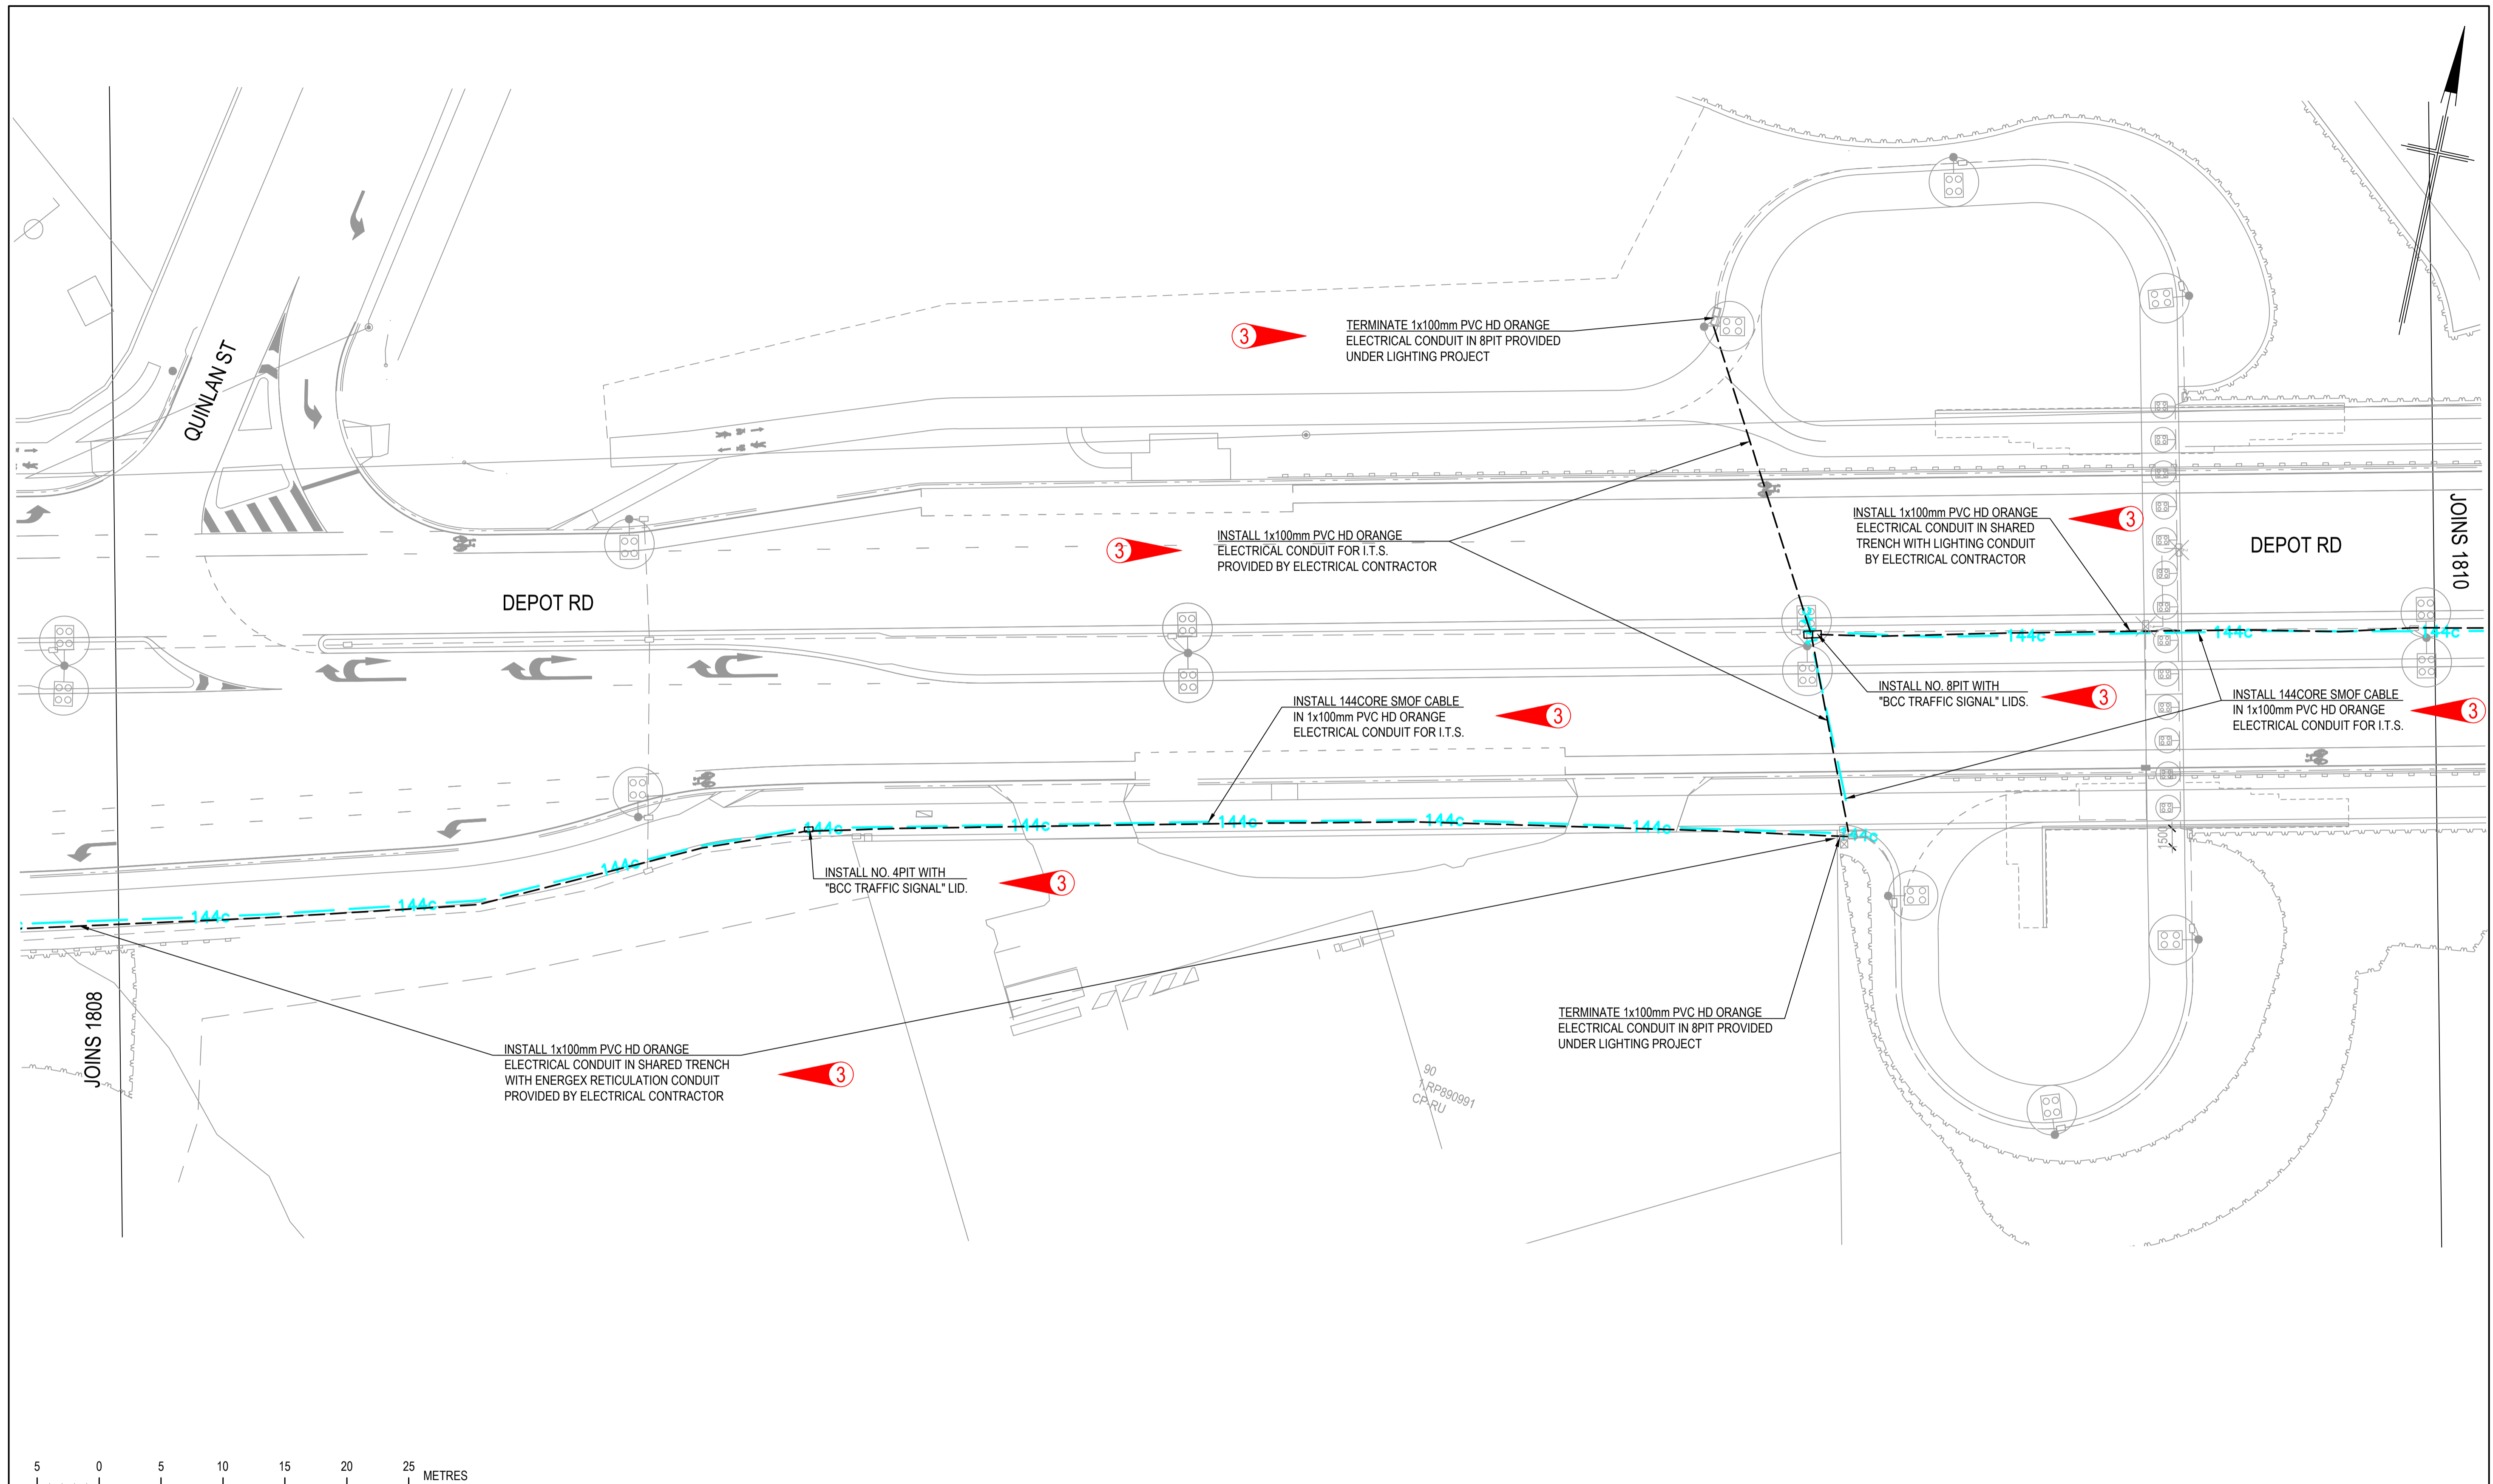 TERMINATE 1x100mm PVC HD ORANGE
ELECTRICAL CONDUIT IN 8PIT PROVIDED
UNDER LIGHTING PROJECT
3
QUINLAN ST
INSTALL 1x100mm PVC HD ORANGE
ELECTRICAL CONDUIT FOR I.T.S.
PROVIDED BY ELECTRICAL CONTRACTOR
3
INSTALL 1x100mm PVC HD ORANGE
ELECTRICAL CONDUIT IN SHARED
TRENCH WITH LIGHTING CONDUIT
BY ELECTRICAL CONTRACTOR
3
DEPOT RD
JOINS 1810
DEPOT RD
144c
144c
144c
INSTALL NO. 8PIT WITH
"BCC TRAFFIC SIGNAL" LIDS.
3
INSTALL 144CORE SMOF CABLE
IN 1x100mm PVC HD ORANGE
ELECTRICAL CONDUIT FOR I.T.S.
3
INSTALL 144CORE SMOF CABLE
IN 1x100mm PVC HD ORANGE
ELECTRICAL CONDUIT FOR I.T.S.
3
144c
144c
144c
144c
144c
144c
1500
144c
144c
144c
INSTALL NO. 4PIT WITH
"BCC TRAFFIC SIGNAL" LID.
3
JOINS 1808
INSTALL 1x100mm PVC HD ORANGE
ELECTRICAL CONDUIT IN SHARED TRENCH
WITH ENERGEX RETICULATION CONDUIT
PROVIDED BY ELECTRICAL CONTRACTOR
3
TERMINATE 1x100mm PVC HD ORANGE
ELECTRICAL CONDUIT IN 8PIT PROVIDED
UNDER LIGHTING PROJECT
90
1 RP890991
CP-RU
5 0 5 10 15 20 25 METRES